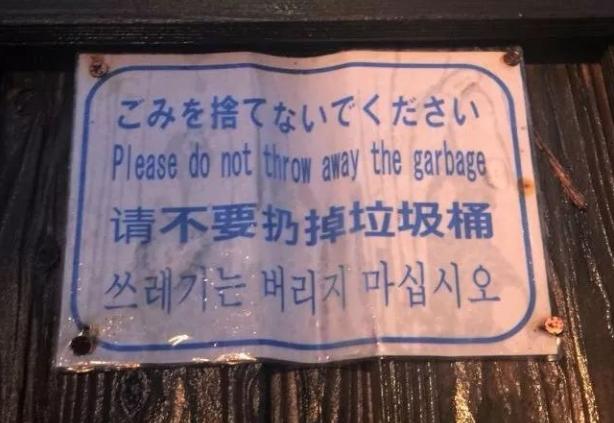 ごみを捨てないでください
Please do not throw away the garbage
请不要扔掉垃圾桶
쓰레기는 버리지 마십시오